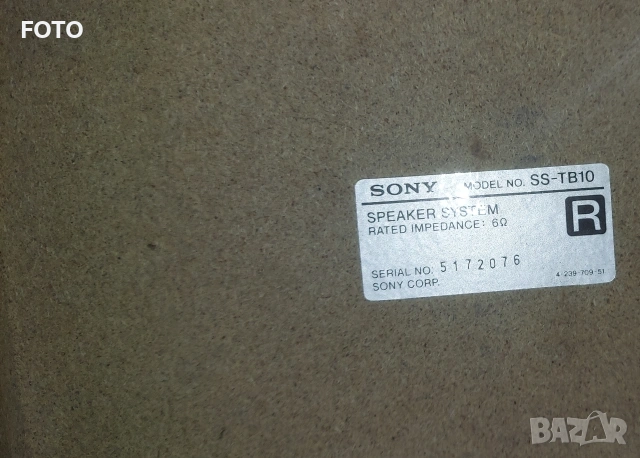 FOTO
SONY MODEL NO. SS-TB10
SPEAKER SYSTEM
RATED IMPEDANCE: 6Ω
R
SERIAL NO. 5172076
SONY CORP.
4-239-709-51
BAZAR